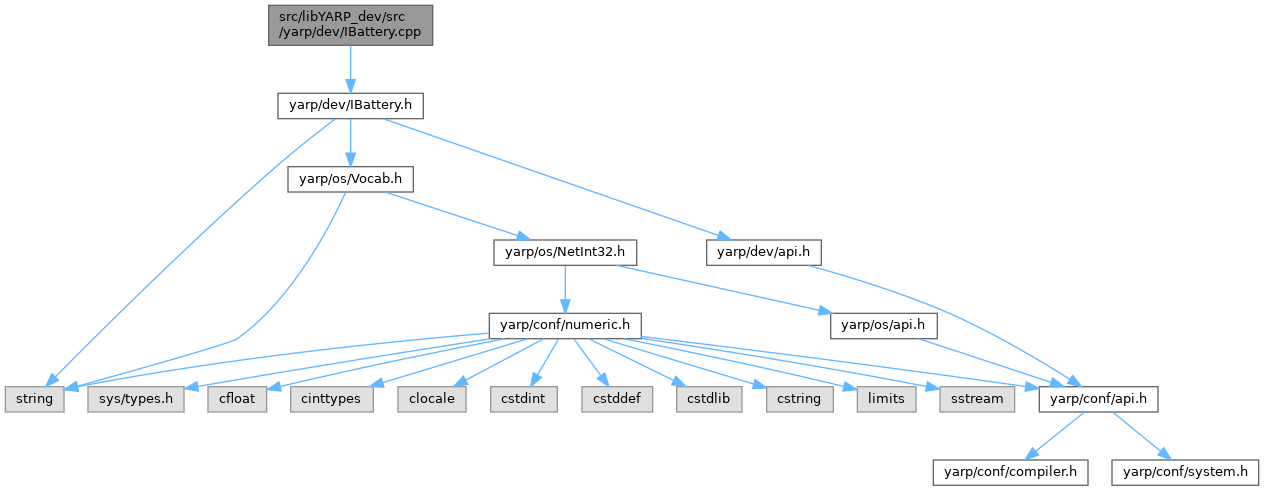 src/libYARP_dev/src
/yarp/dev/IBattery.cpp
yarp/dev/IBattery.h
yarp/os/Vocab.h
yarp/os/NetInt32.h
yarp/dev/api.h
yarp/conf/numeric.h
yarp/os/api.h
string
sys/types.h
cfloat
cinttypes
clocale
cstdint
cstddef
cstdlib
cstring
limits
sstream
yarp/conf/api.h
yarp/conf/compiler.h
yarp/conf/system.h